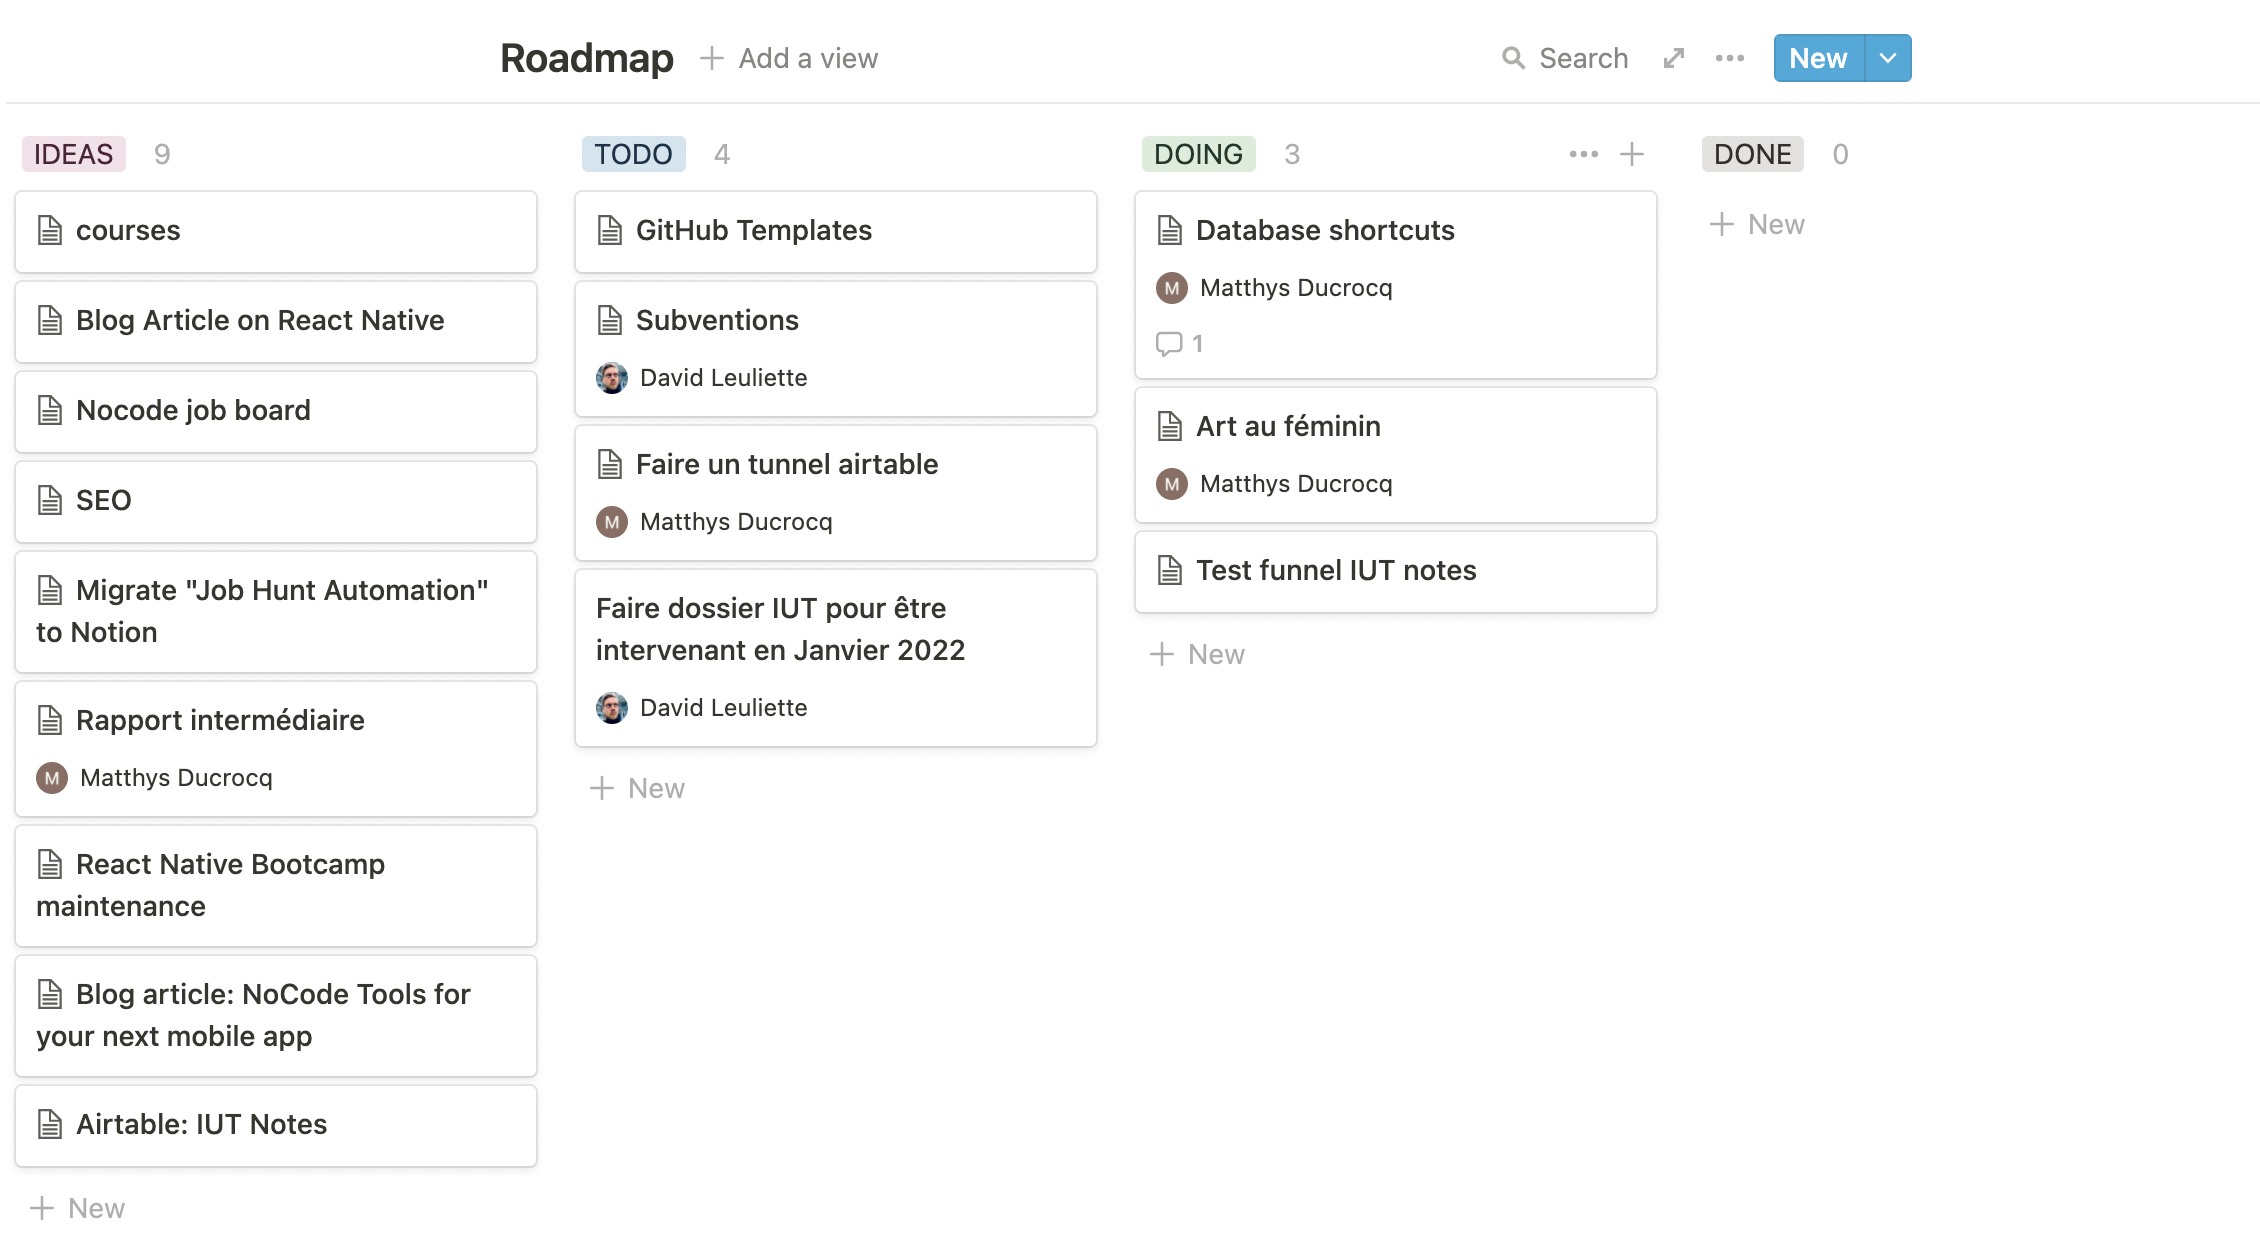 Roadmap
Add a view
Search
New
IDEAS 9
courses
Blog Article on React Native
Nocode job board
SEO
Migrate "Job Hunt Automation"
to Notion
Rapport intermédiaire
M Matthys Ducrocq
React Native Bootcamp
maintenance
Blog article: NoCode Tools for
your next mobile app
Airtable: IUT Notes
New
TODO 4
GitHub Templates
Subventions
David Leuliette
Faire un tunnel airtable
M Matthys Ducrocq
Faire dossier IUT pour être
intervenant en Janvier 2022
David Leuliette
New
DOING 3
Database shortcuts
M Matthys Ducrocq
1
Art au féminin
M Matthys Ducrocq
Test funnel IUT notes
New
DONE 0
New